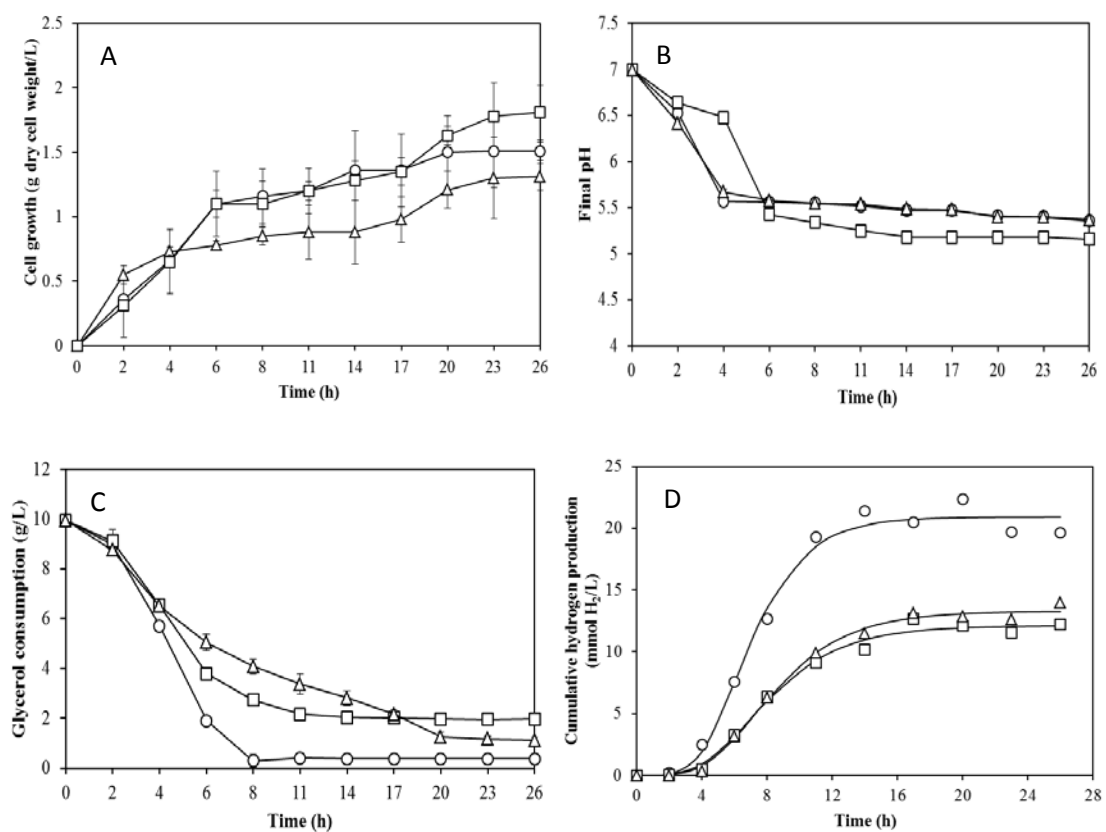 A
Cell growth (g dry cell weight/L)
2.5
2
1.5
1
0.5
0
0 2 4 6 8 11 14 17 20 23 26
Time (h)
B
Final pH
7.5
7
6.5
6
5.5
5
4.5
4
0 2 4 6 8 11 14 17 20 23 26
Time (h)
C
Glycerol consumption (g/L)
12
10
8
6
4
2
0
0 2 4 6 8 11 14 17 20 23 26
Time (h)
D
Cumulative hydrogen production
(mmol H₂/L)
25
20
15
10
5
0
0 4 8 12 16 20 24 28
Time (h)